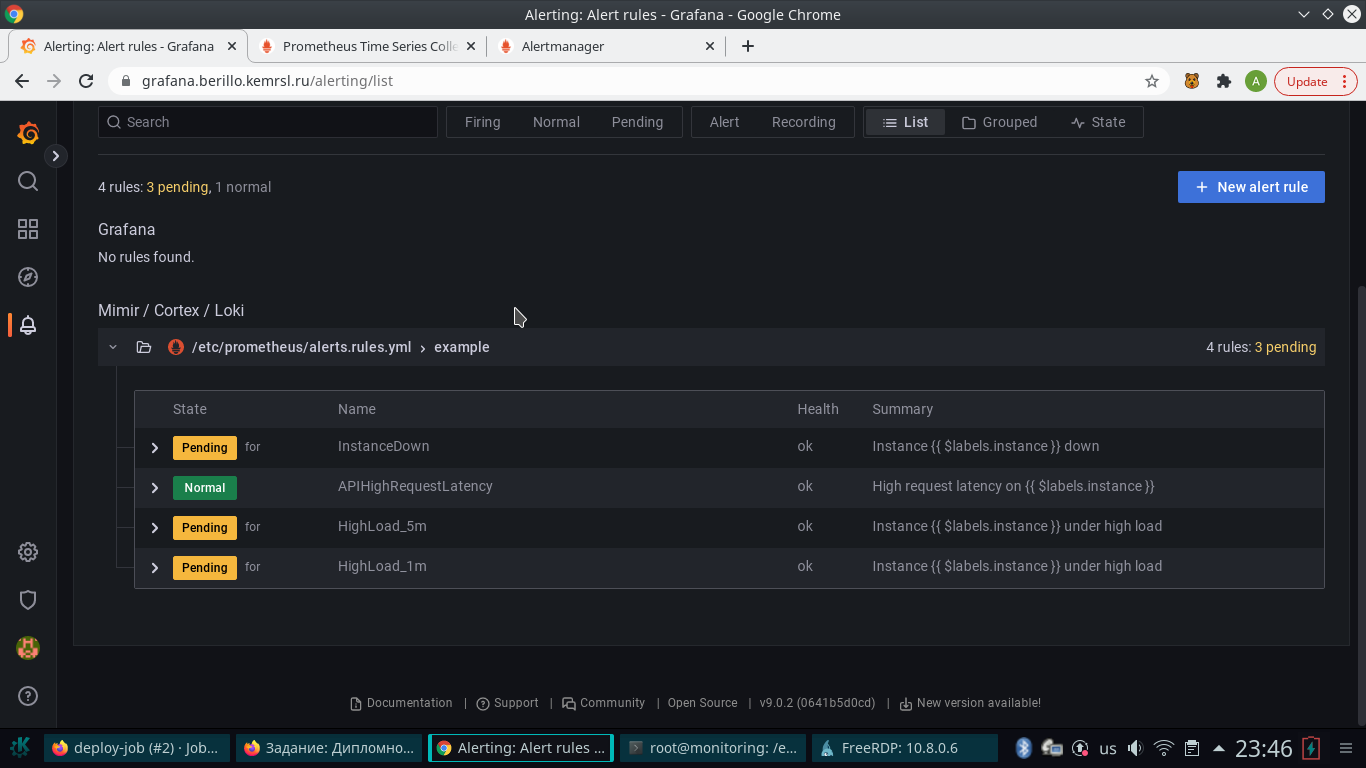 Alerting: Alert rules - Grafana - Google Chrome
Alerting: Alert rules - Grafana
Prometheus Time Series Colle
Alertmanager
grafana.berillo.kemrsl.ru/alerting/list
A
Update
Search
Firing Normal Pending Alert Recording List Grouped State
4 rules: 3 pending, 1 normal
New alert rule
Grafana
No rules found.
Mimir / Cortex / Loki
/etc/prometheus/alerts.rules.yml › example 4 rules: 3 pending
State Name Health Summary
Pending for InstanceDown ok Instance {{ $labels.instance }} down
Normal APIHighRequestLatency ok High request latency on {{ $labels.instance }}
Pending for HighLoad_5m ok Instance {{ $labels.instance }} under high load
Pending for HighLoad_1m ok Instance {{ $labels.instance }} under high load
Documentation | Support | Community | Open Source | v9.0.2 (0641b5d0cd) | New version available!
deploy-job (#2) · Job... Задание: Дипломно... Alerting: Alert rules ... root@monitoring: /e... FreeRDP: 10.8.0.6 us 23:46